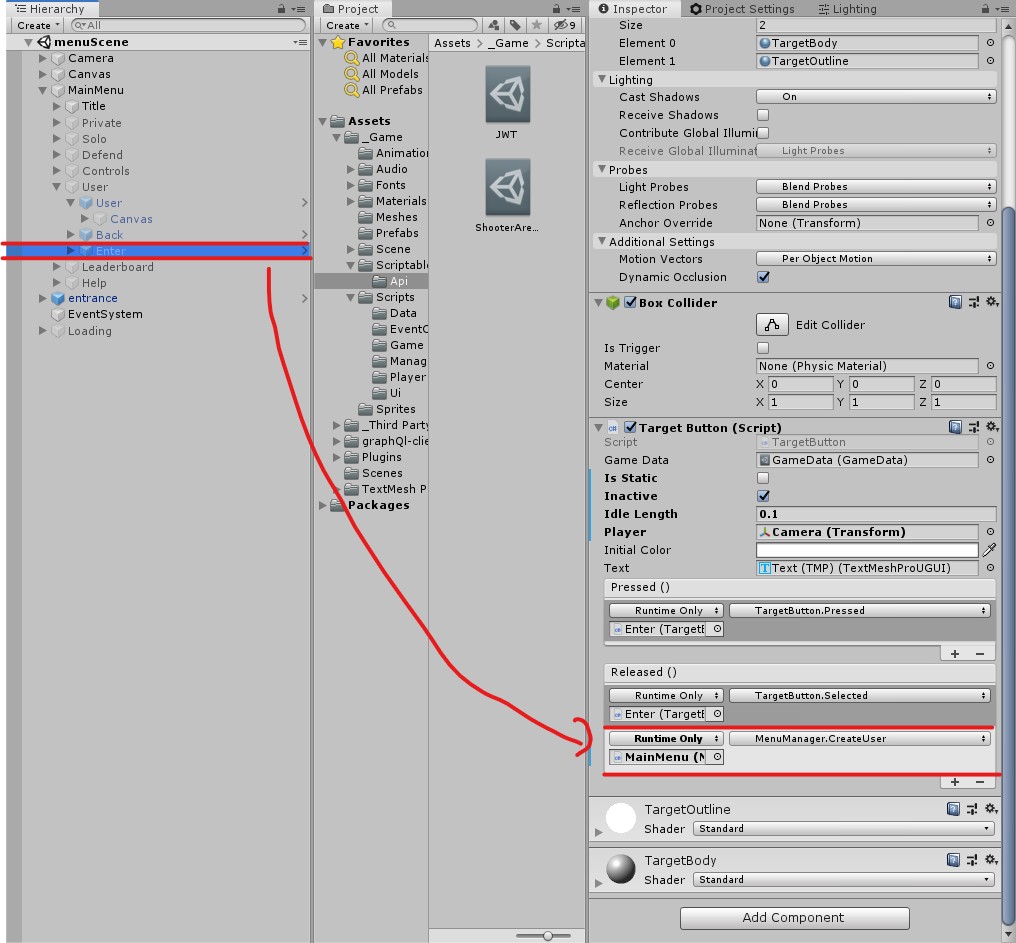 Hierarchy
Create
All
menuScene
Camera
Canvas
MainMenu
Title
Private
Solo
Defend
Controls
User
User
Canvas
Back
Enter
Leaderboard
Help
entrance
EventSystem
Loading
Project
Create
9
Favorites
All Materials
All Models
All Prefabs
Assets
_Game
Animation
Audio
Fonts
Materials
Meshes
Prefabs
Scene
Scriptable
Api
Scripts
Data
EventC
Game
Manag
Player
Ui
Sprites
_Third Party
graphQl-clie
Plugins
Scenes
TextMesh P
Packages
Assets > _Game > Scripta
JWT
ShooterAre...
Inspector Project Settings Lighting
Size 2
Element 0 TargetBody
Element 1 TargetOutline
Lighting
Cast Shadows On
Receive Shadows
Contribute Global Illumi
Receive Global Illuminat Light Probes
Probes
Light Probes Blend Probes
Reflection Probes Blend Probes
Anchor Override None (Transform)
Additional Settings
Motion Vectors Per Object Motion
Dynamic Occlusion
Box Collider
Edit Collider
Is Trigger
Material None (Physic Material)
Center X 0 Y 0 Z 0
Size X 1 Y 1 Z 1
Target Button (Script)
Script TargetButton
Game Data GameData (GameData)
Is Static
Inactive
Idle Length 0.1
Player Camera (Transform)
Initial Color
Text Text (TMP) (TextMeshProUGUI)
Pressed ()
Runtime Only TargetButton.Pressed
Enter (TargetE
+ −
Released ()
Runtime Only TargetButton.Selected
Enter (TargetE
Runtime Only MenuManager.CreateUser
MainMenu (M
+ −
TargetOutline
Shader Standard
TargetBody
Shader Standard
Add Component